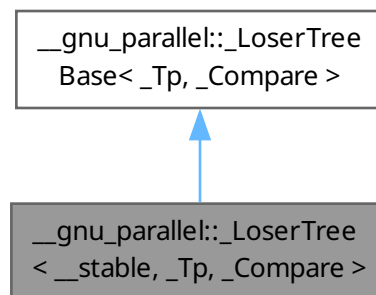 __gnu_parallel::_LoserTree
Base< _Tp, _Compare >
__gnu_parallel::_LoserTree
< __stable, _Tp, _Compare >